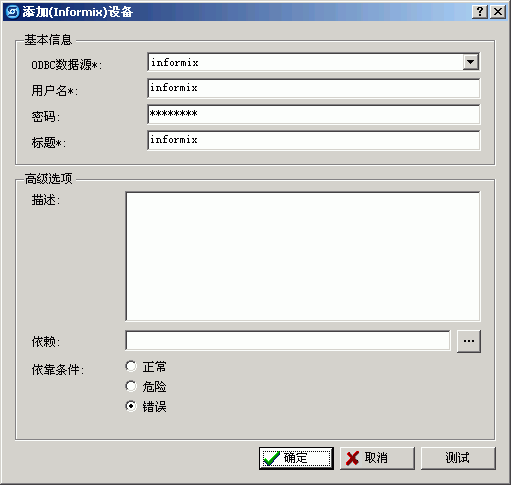 添加(Informix)设备
基本信息
ODBC数据源*: informix
用户名*: informix
密码: ********
标题*: informix
高级选项
描述:
依赖: ...
依靠条件: 正常
危险
错误
确定 取消 测试